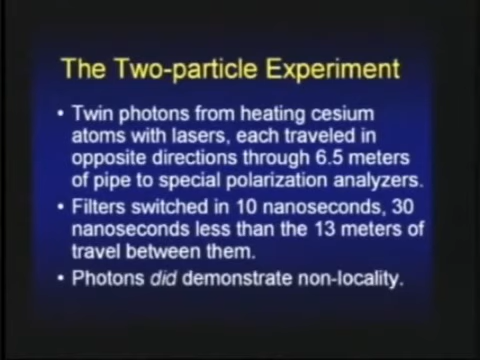 The Two-particle Experiment
• Twin photons from heating cesium
atoms with lasers, each traveled in
opposite directions through 6.5 meters
of pipe to special polarization analyzers.
• Filters switched in 10 nanoseconds, 30
nanoseconds less than the 13 meters of
travel between them.
• Photons did demonstrate non-locality.